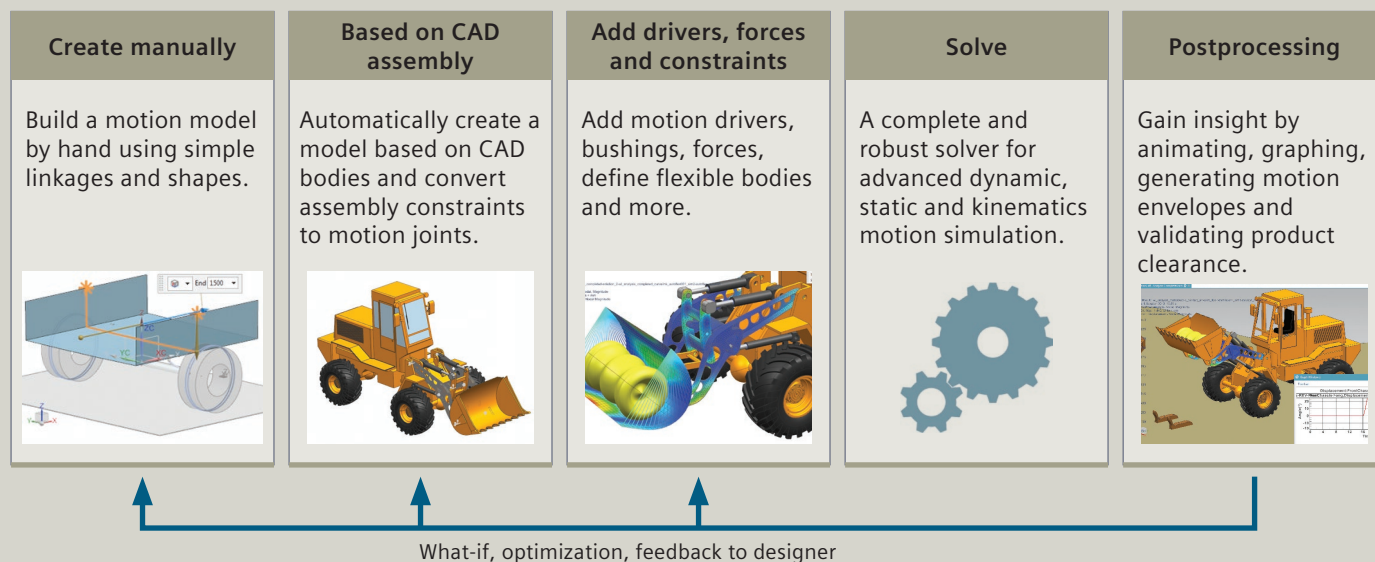 Create manually
Build a motion model
by hand using simple
linkages and shapes.
End 1500
ZC
YC
XC
Z
Y
X
Based on CAD
assembly
Automatically create a
model based on CAD
bodies and convert
assembly constraints
to motion joints.
Add drivers, forces
and constraints
Add motion drivers,
bushings, forces,
define flexible bodies
and more.
Solve
A complete and
robust solver for
advanced dynamic,
static and kinematics
motion simulation.
Postprocessing
Gain insight by
animating, graphing,
generating motion
envelopes and
validating product
clearance.
What-if, optimization, feedback to designer